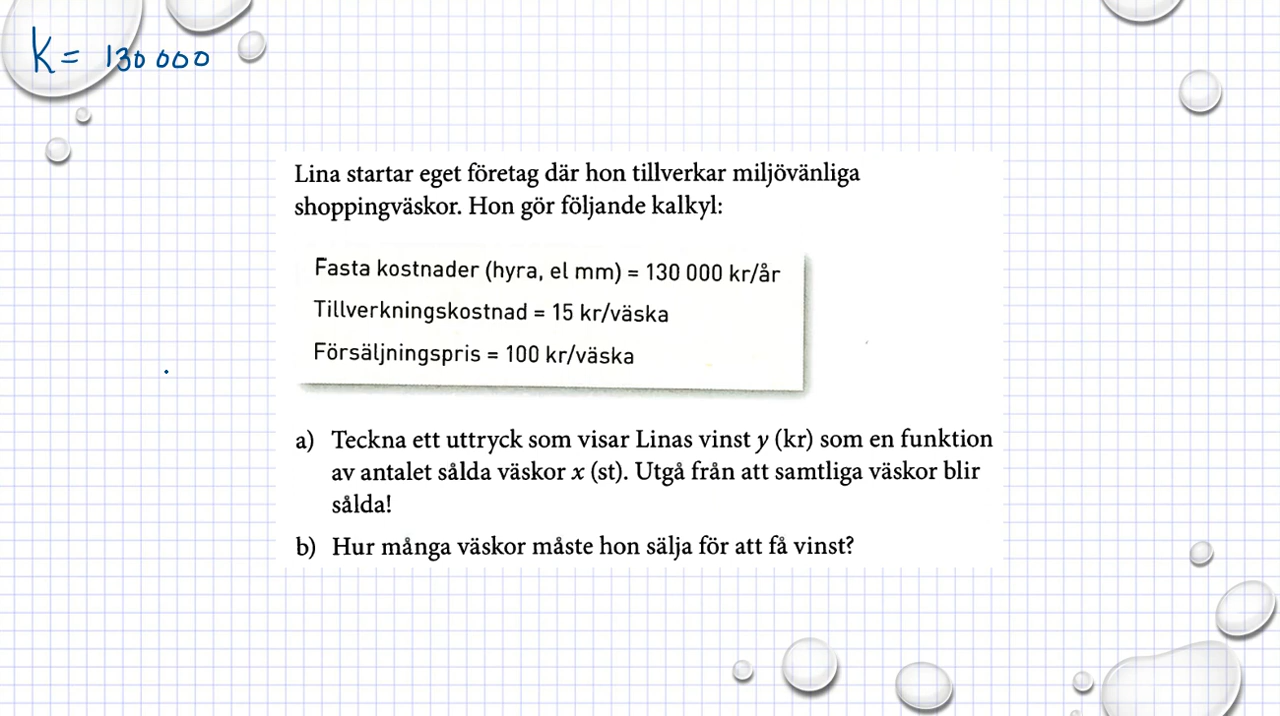 K = 130 000
Lina startar eget företag där hon tillverkar miljövänliga
shoppingväskor. Hon gör följande kalkyl:
Fasta kostnader (hyra, el mm) = 130 000 kr/år
Tillverkningskostnad = 15 kr/väska
Försäljningspris = 100 kr/väska
a) Teckna ett uttryck som visar Linas vinst y (kr) som en funktion
av antalet sålda väskor x (st). Utgå från att samtliga väskor blir
sålda!
b) Hur många väskor måste hon sälja för att få vinst?